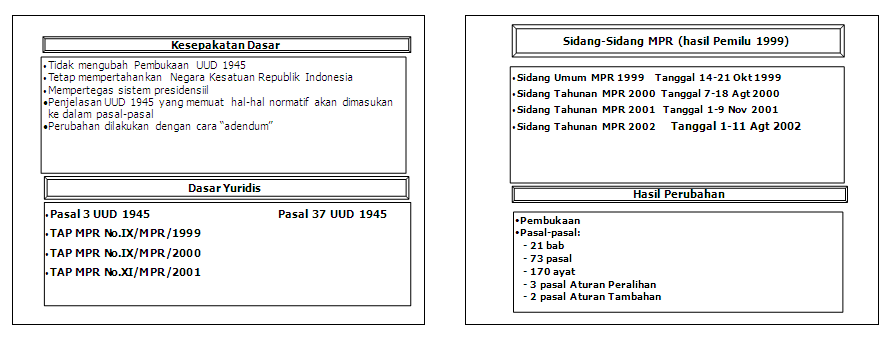 Kesepakatan Dasar
•Tidak mengubah Pembukaan UUD 1945
•Tetap mempertahankan Negara Kesatuan Republik Indonesia
•Mempertegas sistem presidensiil
●Penjelasan UUD 1945 yang memuat hal-hal normatif akan dimasukan
ke dalam pasal-pasal
●Perubahan dilakukan dengan cara “adendum”
Dasar Yuridis
•Pasal 3 UUD 1945 Pasal 37 UUD 1945
•TAP MPR No.IX/MPR/1999
•TAP MPR No.IX/MPR/2000
•TAP MPR No.XI/MPR/2001
Sidang-Sidang MPR (hasil Pemilu 1999)
•Sidang Umum MPR 1999 Tanggal 14-21 Okt 1999
•Sidang Tahunan MPR 2000 Tanggal 7-18 Agt 2000
•Sidang Tahunan MPR 2001 Tanggal 1-9 Nov 2001
•Sidang Tahunan MPR 2002 Tanggal 1-11 Agt 2002
Hasil Perubahan
•Pembukaan
•Pasal-pasal:
- 21 bab
- 73 pasal
- 170 ayat
- 3 pasal Aturan Peralihan
- 2 pasal Aturan Tambahan